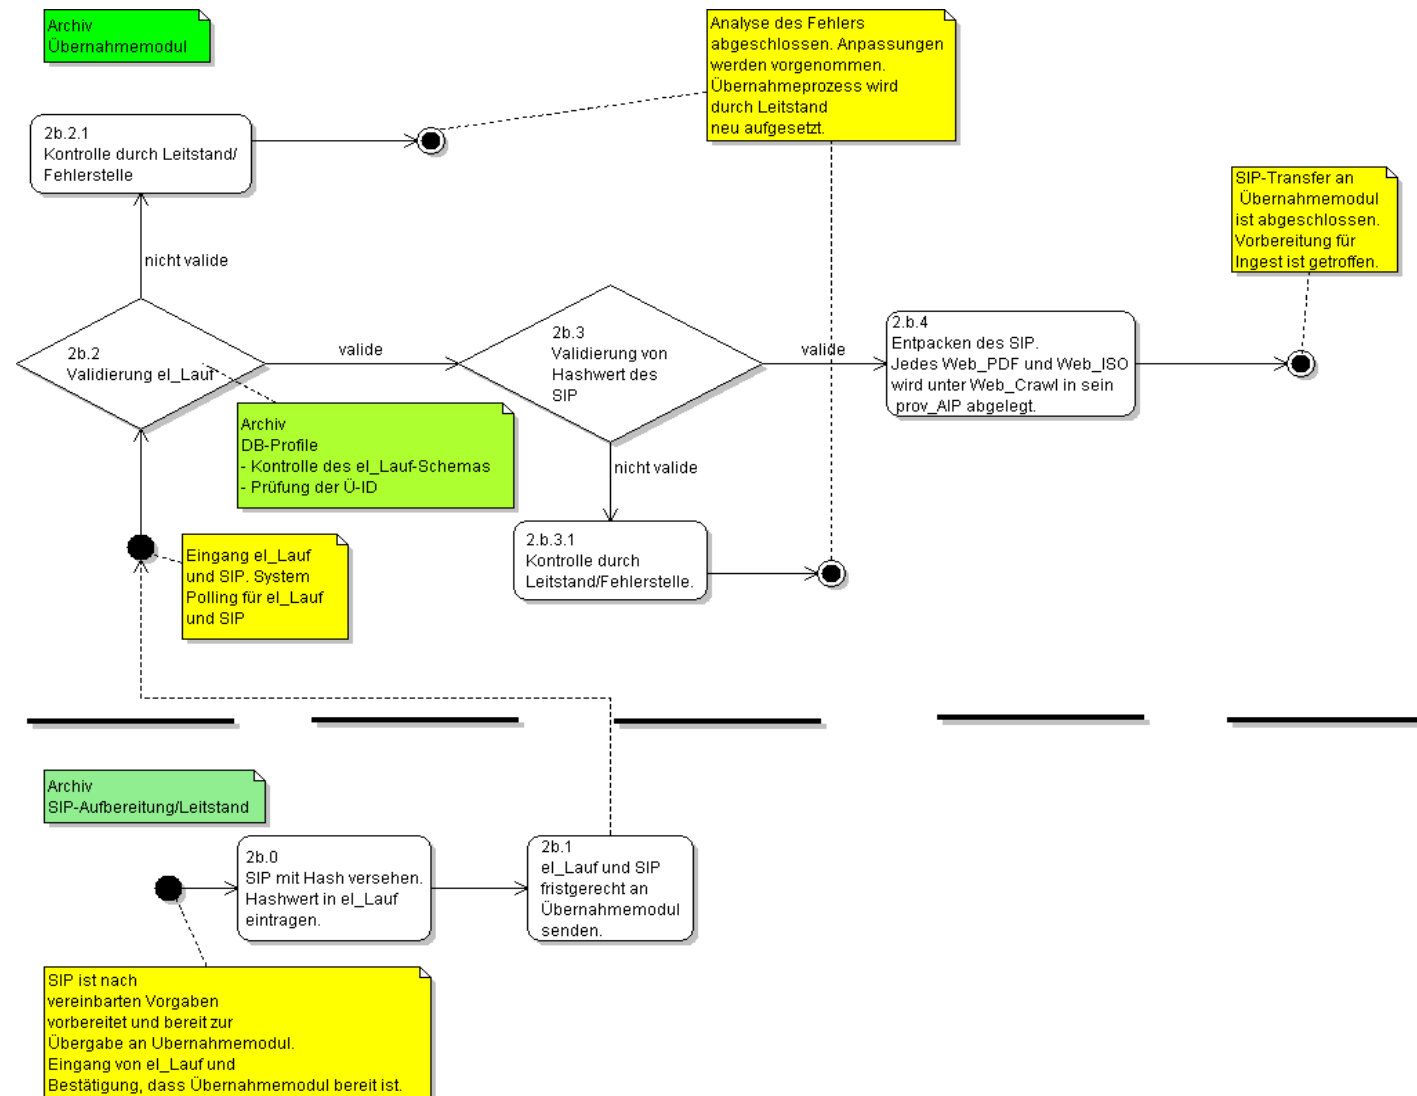 Archiv
Übernahmemodul
Analyse des Fehlers
abgeschlossen. Anpassungen
werden vorgenommen.
Übernahmeprozess wird
durch Leitstand
neu aufgesetzt.
2b.2.1
Kontrolle durch Leitstand/
Fehlerstelle
SIP-Transfer an
Übernahmemodul
ist abgeschlossen.
Vorbereitung für
Ingest ist getroffen.
nicht valide
2b.2
Validierung el_Lauf
valide
2b.3
Validierung von
Hashwert des
SIP
valide
2.b.4
Entpacken des SIP.
Jedes Web_PDF und Web_ISO
wird unter Web_Crawl in sein
prov_AIP abgelegt.
Archiv
DB-Profile
- Kontrolle des el_Lauf-Schemas
- Prüfung der Ü-ID
nicht valide
2.b.3.1
Kontrolle durch
Leitstand/Fehlerstelle.
Eingang el_Lauf
und SIP. System
Polling für el_Lauf
und SIP
Archiv
SIP-Aufbereitung/Leitstand
2b.0
SIP mit Hash versehen.
Hashwert in el_Lauf
eintragen.
2b.1
el_Lauf und SIP
fristgerecht an
Übernahmemodul
senden.
SIP ist nach
vereinbarten Vorgaben
vorbereitet und bereit zur
Übergabe an Ubernahmemodul.
Eingang von el_Lauf und
Bestätigung, dass Übernahmemodul bereit ist.